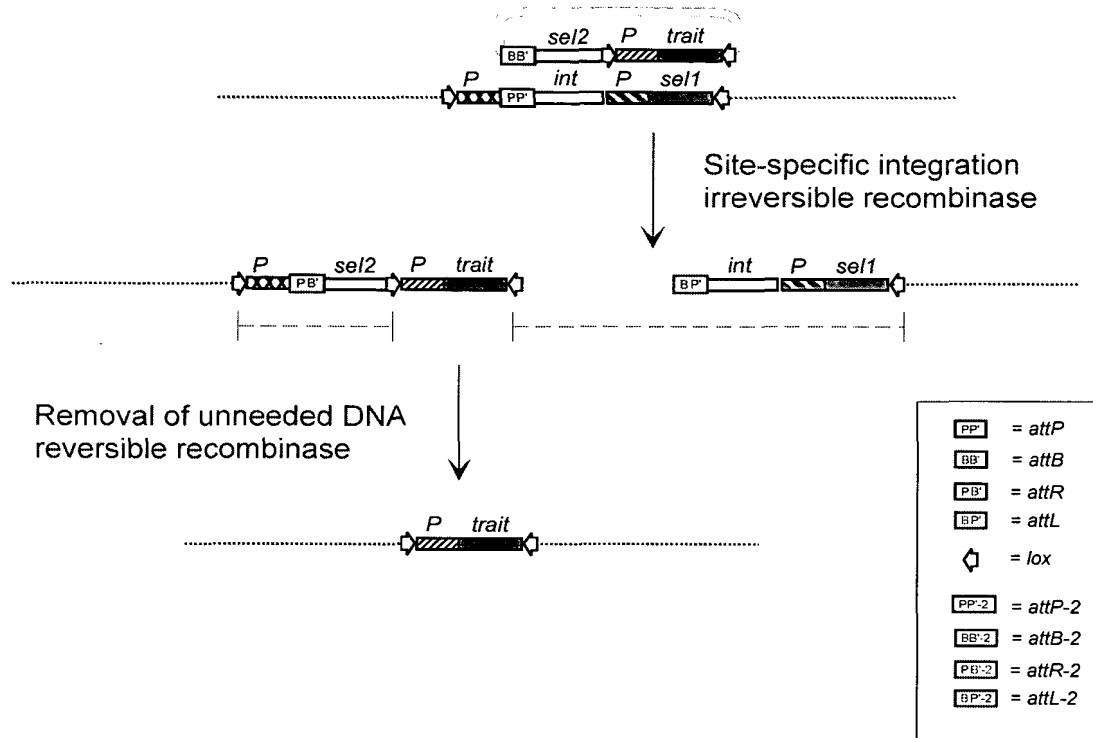 sel2 P trait
BB'
P int P sel1
PP'
Site-specific integration
irreversible recombinase
P sel2 P trait int P sel1
PB' BP'
Removal of unneeded DNA
reversible recombinase
P trait
PP' = attP
BB' = attB
PB' = attR
BP' = attL
= lox
PP'-2 = attP-2
BB'-2 = attB-2
PB'-2 = attR-2
BP'-2 = attL-2